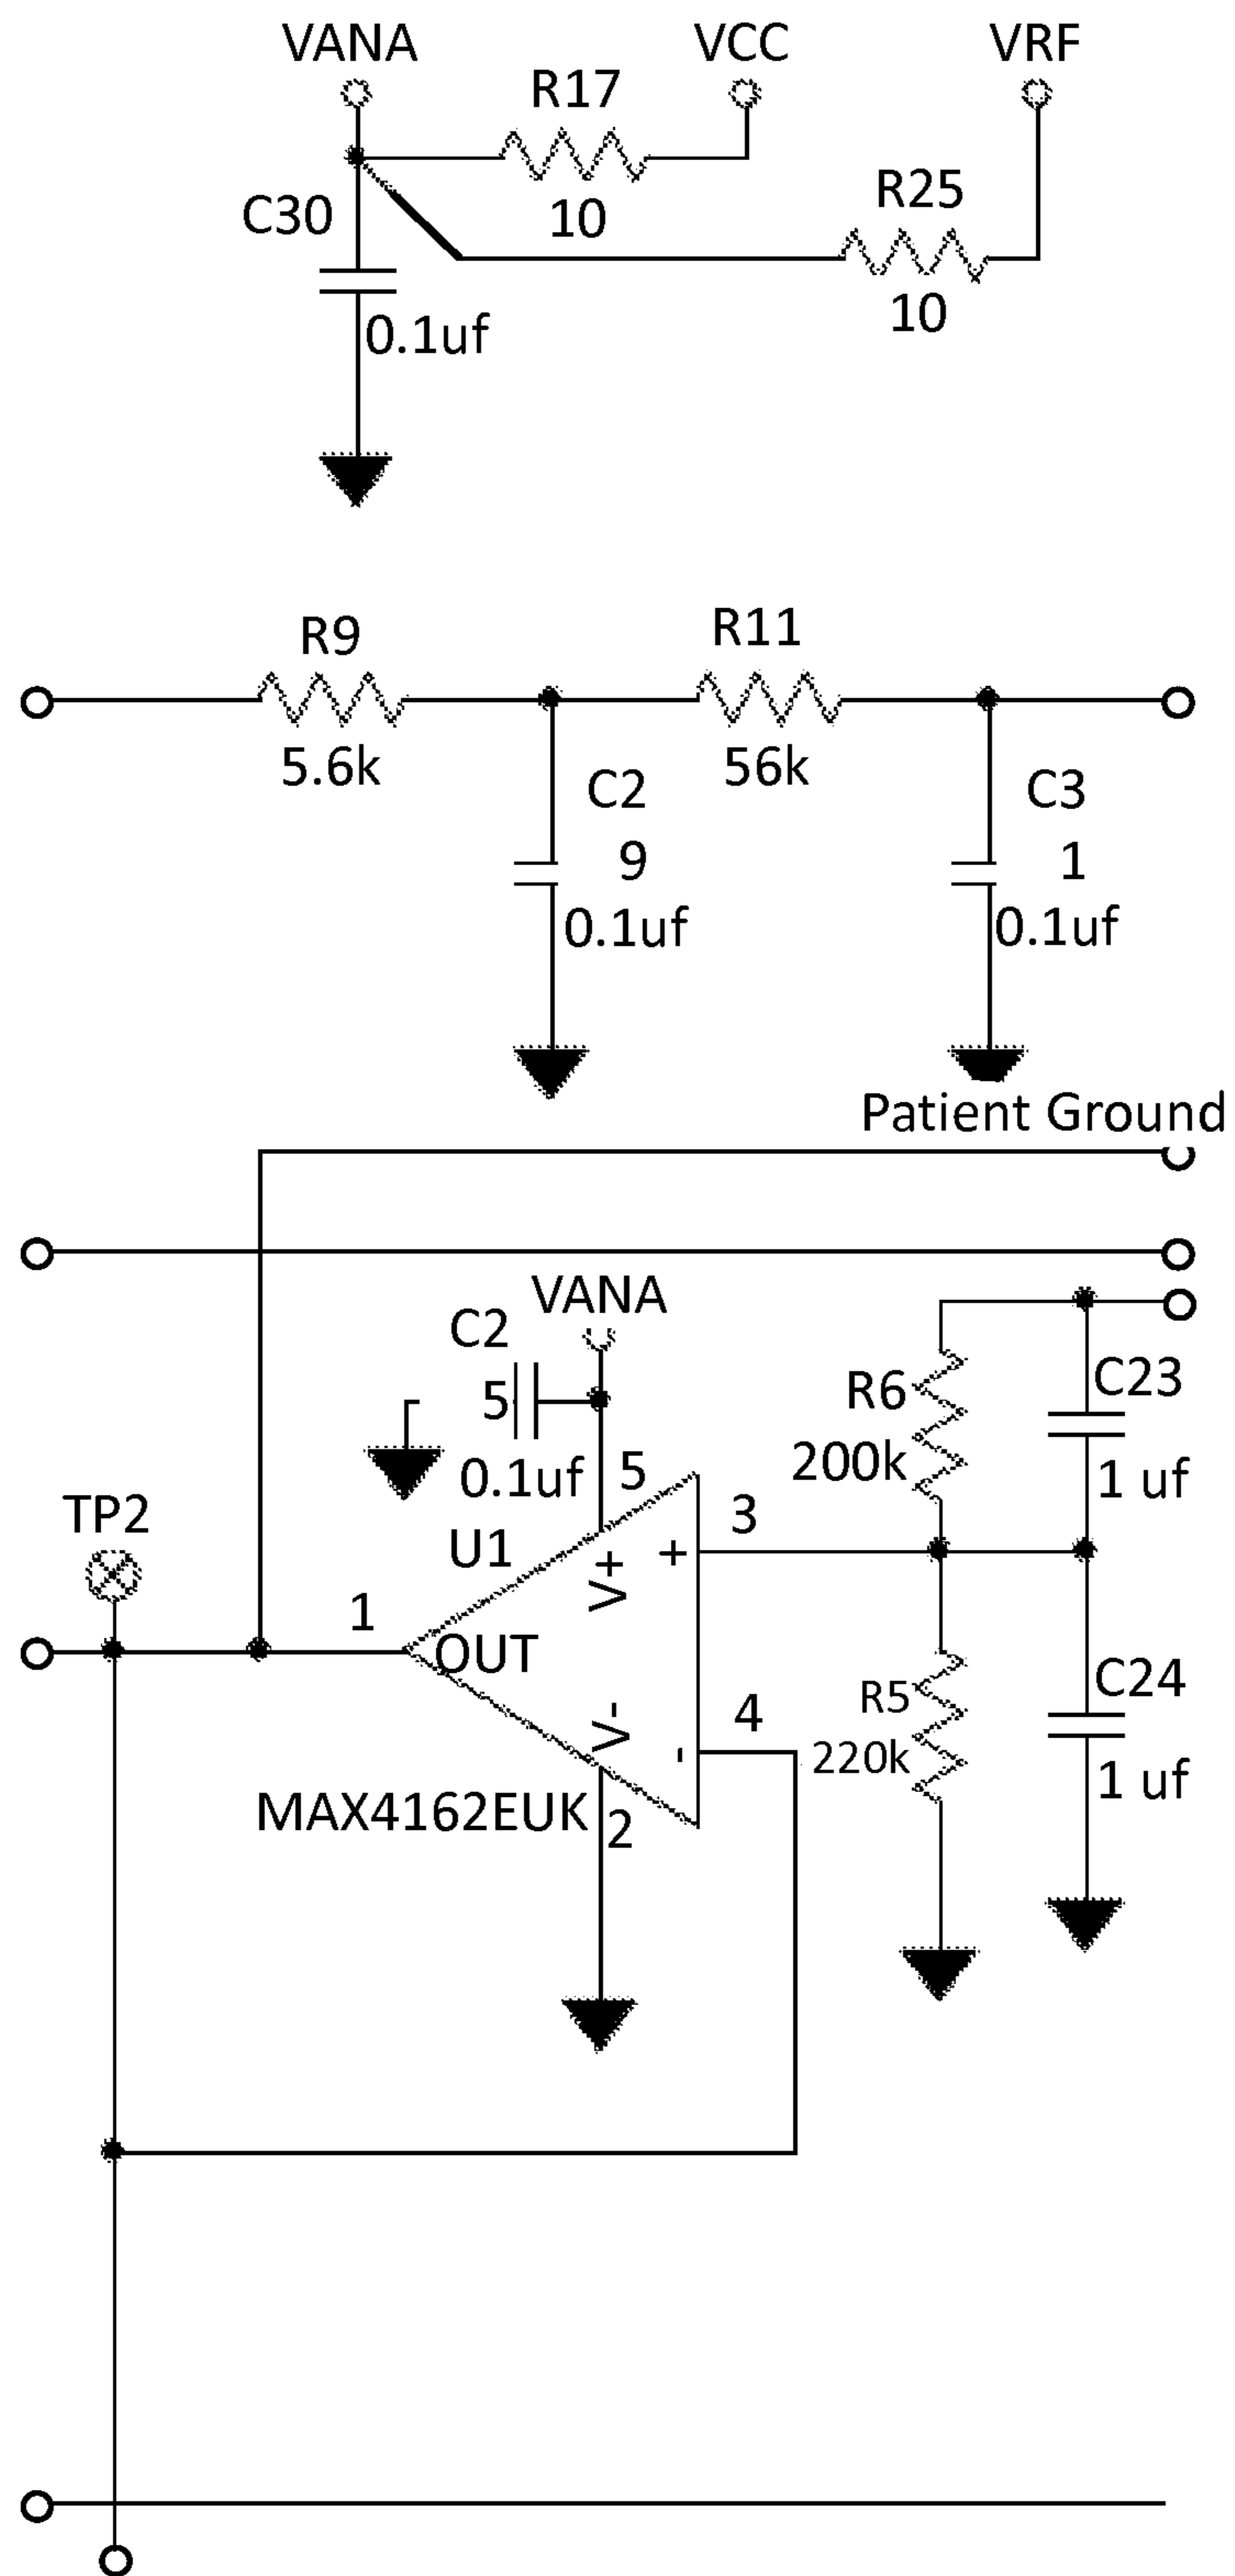 VANA
VCC
VRF
R17
10
R25
10
C30
0.1uf
R9
5.6k
R11
56k
C2
9
0.1uf
C3
1
0.1uf
Patient Ground
VANA
C2
5
0.1uf
5
TP2
U1
V+
+
3
1
OUT
V-
-
4
MAX4162EUK
2
R6
200k
C23
1 uf
R5
220k
C24
1 uf